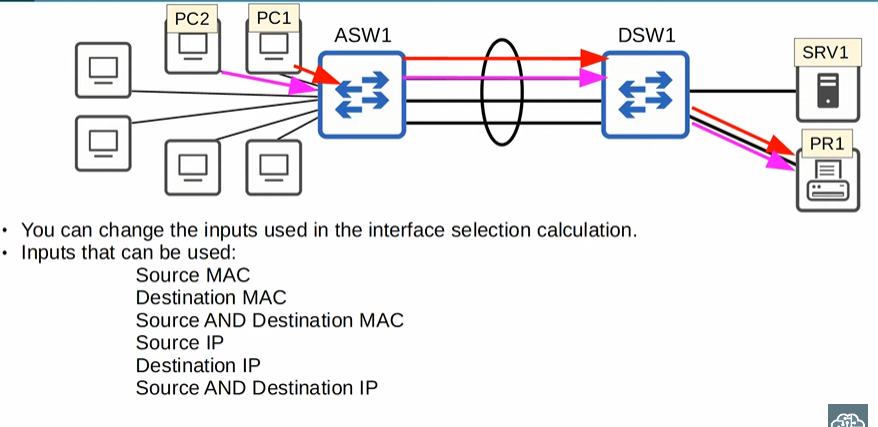 PC2
PC1
ASW1
DSW1
SRV1
PR1
• You can change the inputs used in the interface selection calculation.
• Inputs that can be used:
Source MAC
Destination MAC
Source AND Destination MAC
Source IP
Destination IP
Source AND Destination IP